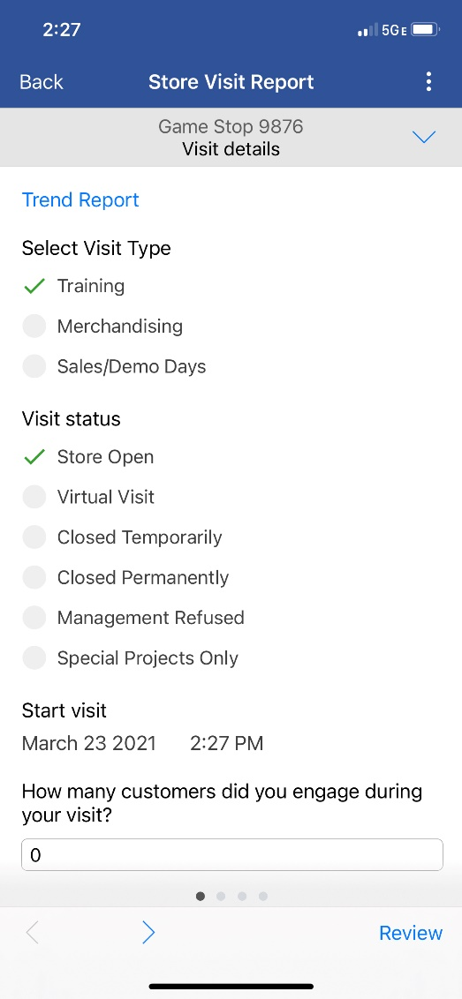 2:27
5GE
Back
Store Visit Report
Game Stop 9876
Visit details
Trend Report
Select Visit Type
Training
Merchandising
Sales/Demo Days
Visit status
Store Open
Virtual Visit
Closed Temporarily
Closed Permanently
Management Refused
Special Projects Only
Start visit
March 23 2021 2:27 PM
How many customers did you engage during
your visit?
0
Review